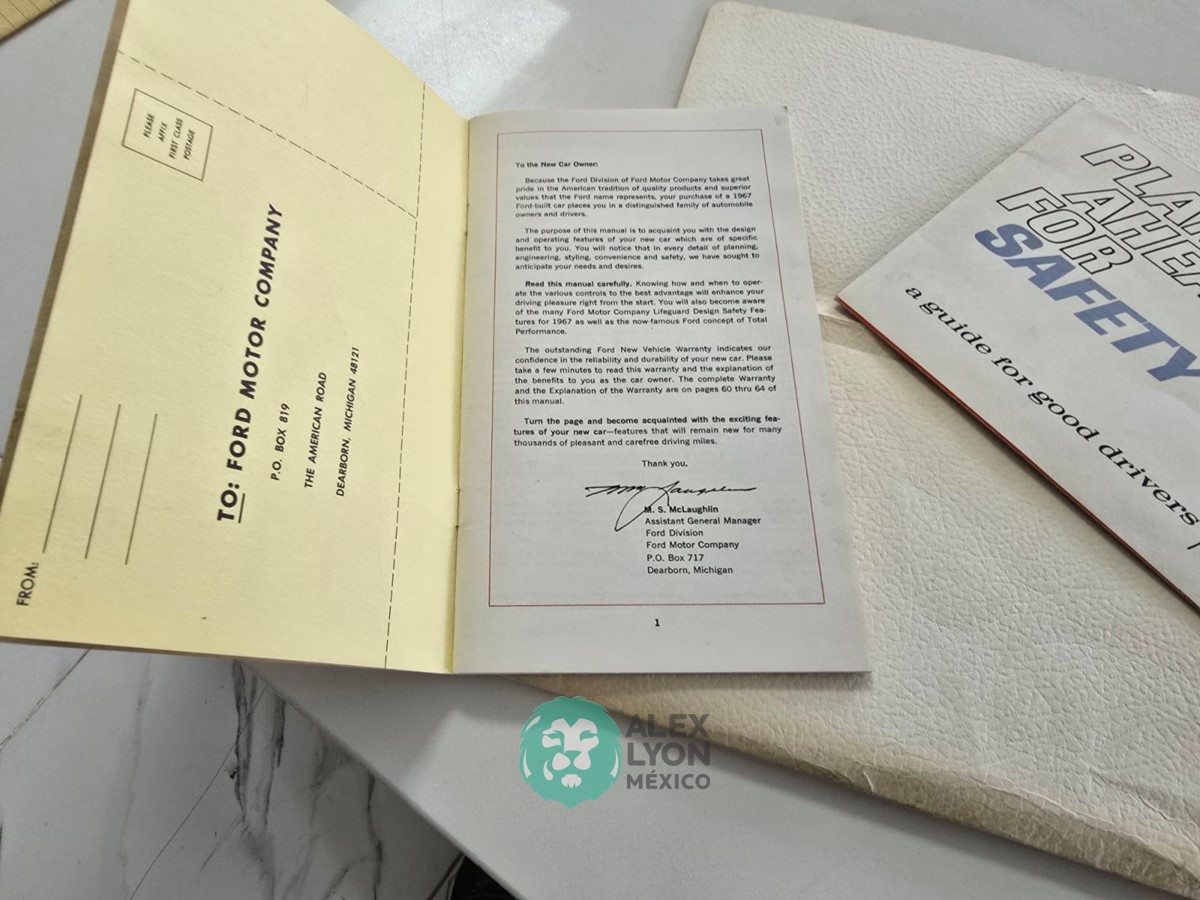 PLEASE
AFFIX
FIRST CLASS
POSTAGE
TO: FORD MOTOR COMPANY
P.O. BOX 819
THE AMERICAN ROAD
DEARBORN, MICHIGAN 48121
FROM:
To the New Car Owner:
Because the Ford Division of Ford Motor Company takes great
pride in the American tradition of quality products and superior
values that the Ford name represents, your purchase of a 1967
Ford-built car places you in a distinguished family of automobile
owners and drivers.
The purpose of this manual is to acquaint you with the design
and operating features of your new car which are of specific
benefit to you. You will notice that in every detail of planning,
engineering, styling, convenience and safety, we have sought to
anticipate your needs and desires.
Read this manual carefully. Knowing how and when to oper-
ate the various controls to the best advantage will enhance your
driving pleasure right from the start. You will also become aware
of the many Ford Motor Company Lifeguard Design Safety Fea-
tures for 1967 as well as the now-famous Ford concept of Total
Performance.
The outstanding Ford New Vehicle Warranty indicates our
confidence in the reliability and durability of your new car. Please
take a few minutes to read this warranty and the explanation of
the benefits to you as the car owner. The complete Warranty
and the Explanation of the Warranty are on pages 60 thru 64 of
this manual.
Turn the page and become acquainted with the exciting fea-
tures of your new car—features that will remain new for many
thousands of pleasant and carefree driving miles.
Thank you,
M. S. McLaughlin
Assistant General Manager
Ford Division
Ford Motor Company
P.O. Box 717
Dearborn, Michigan
1
PLA
AHEA
FOR
SAFETY
a guide for good drivers
ALEX
LYON
MÉXICO